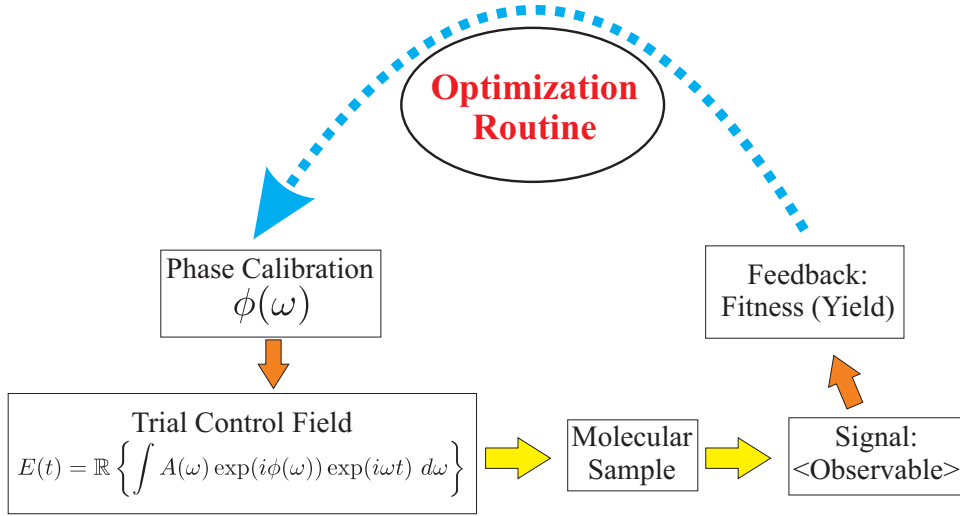 Optimization
Routine
Phase Calibration
ϕ(ω)
Trial Control Field
E(t) = ℝ { ∫ A(ω) exp(iϕ(ω)) exp(iωt) dω }
Molecular
Sample
Signal:
<Observable>
Feedback:
Fitness (Yield)